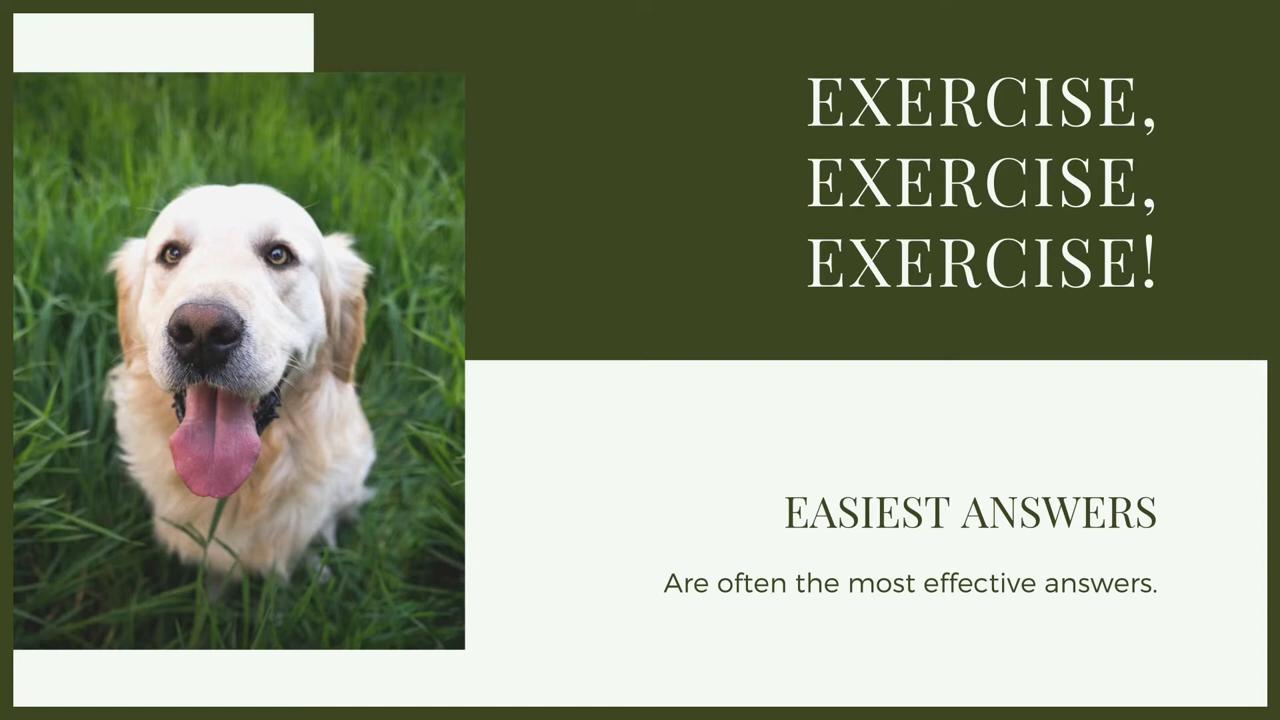 EXERCISE,
EXERCISE,
EXERCISE!
EASIEST ANSWERS
Are often the most effective answers.